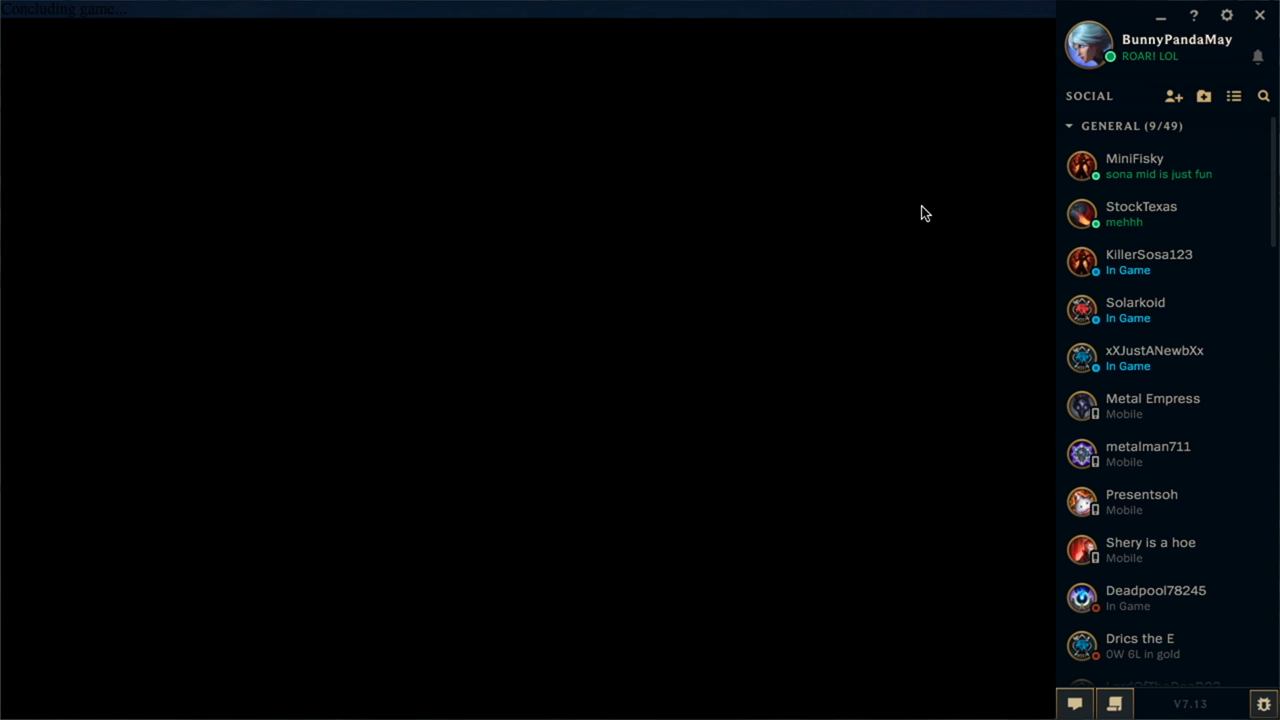 Concluding game...
BunnyPandaMay
ROAR! LOL
SOCIAL
GENERAL (9/49)
MiniFisky
sona mid is just fun
StockTexas
mehhh
KillerSosa123
In Game
Solarkoid
In Game
xXJustANewbXx
In Game
Metal Empress
Mobile
metalman711
Mobile
Presentsoh
Mobile
Shery is a hoe
Mobile
Deadpool78245
In Game
Drics the E
0W 6L in gold
V7.13